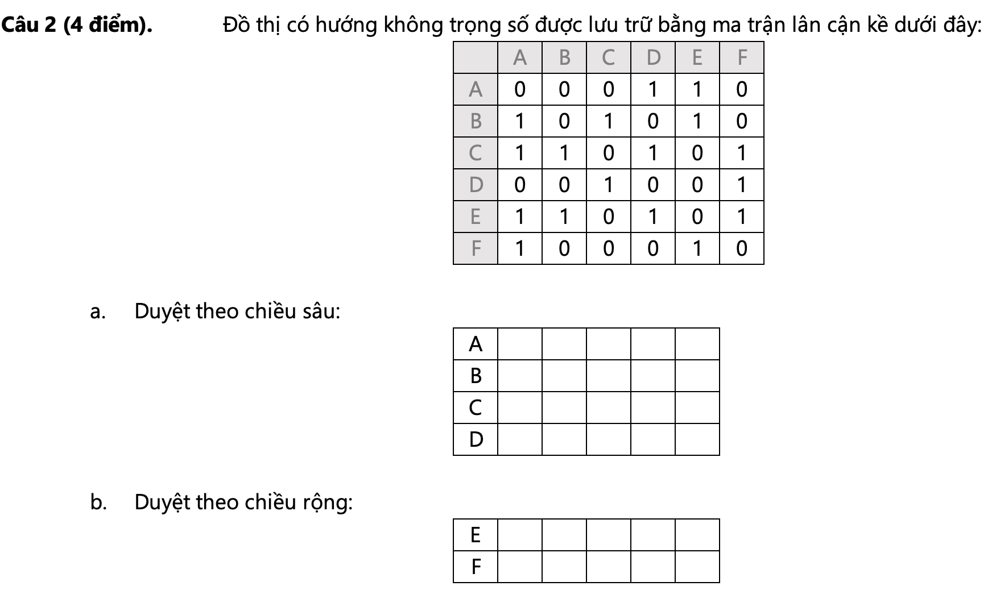 Câu 2 (4 điểm). Đồ thị có hướng không trọng số được lưu trữ bằng ma trận lân cận kề dưới đây:
A B C D E F
A 0 0 0 1 1 0
B 1 0 1 0 1 0
C 1 1 0 1 0 1
D 0 0 1 0 0 1
E 1 1 0 1 0 1
F 1 0 0 0 1 0
a. Duyệt theo chiều sâu:
A
B
C
D
b. Duyệt theo chiều rộng:
E
F